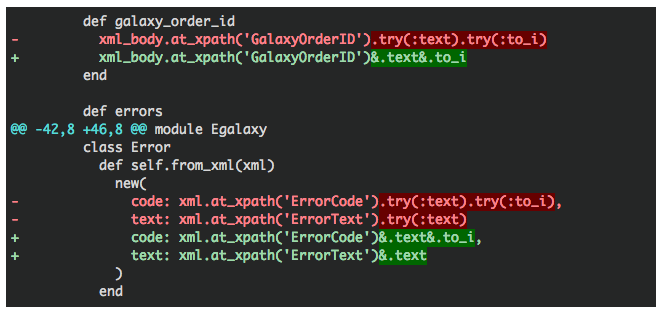 def galaxy_order_id
-         xml_body.at_xpath('GalaxyOrderID').try(:text).try(:to_i)
+         xml_body.at_xpath('GalaxyOrderID')&.text&.to_i
        end

        def errors
@@ -42,8 +46,8 @@ module Egalaxy
        class Error
          def self.from_xml(xml)
            new(
-             code: xml.at_xpath('ErrorCode').try(:text).try(:to_i),
-             text: xml.at_xpath('ErrorText').try(:text)
+             code: xml.at_xpath('ErrorCode')&.text&.to_i,
+             text: xml.at_xpath('ErrorText')&.text
            )
          end